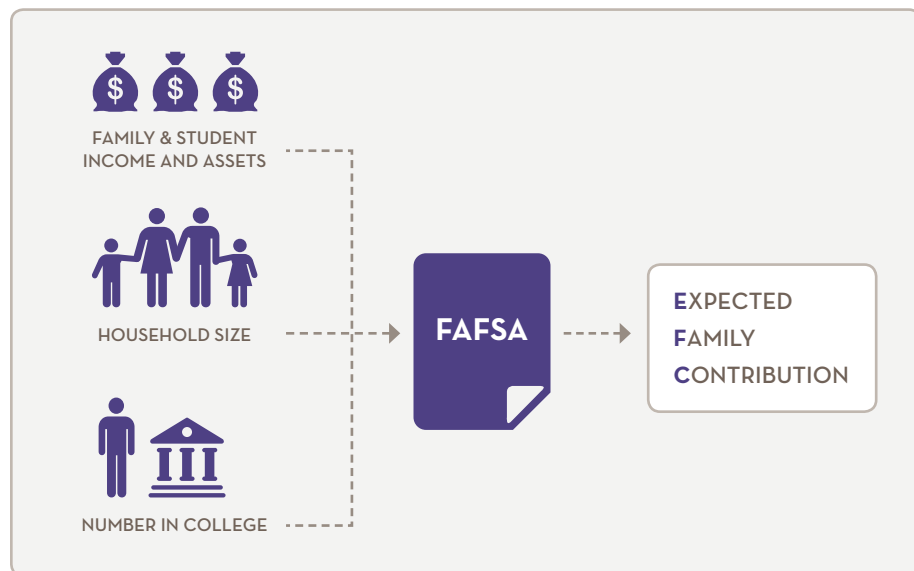 $ $ $
FAMILY & STUDENT
INCOME AND ASSETS
HOUSEHOLD SIZE
NUMBER IN COLLEGE
FAFSA
EXPECTED
FAMILY
CONTRIBUTION